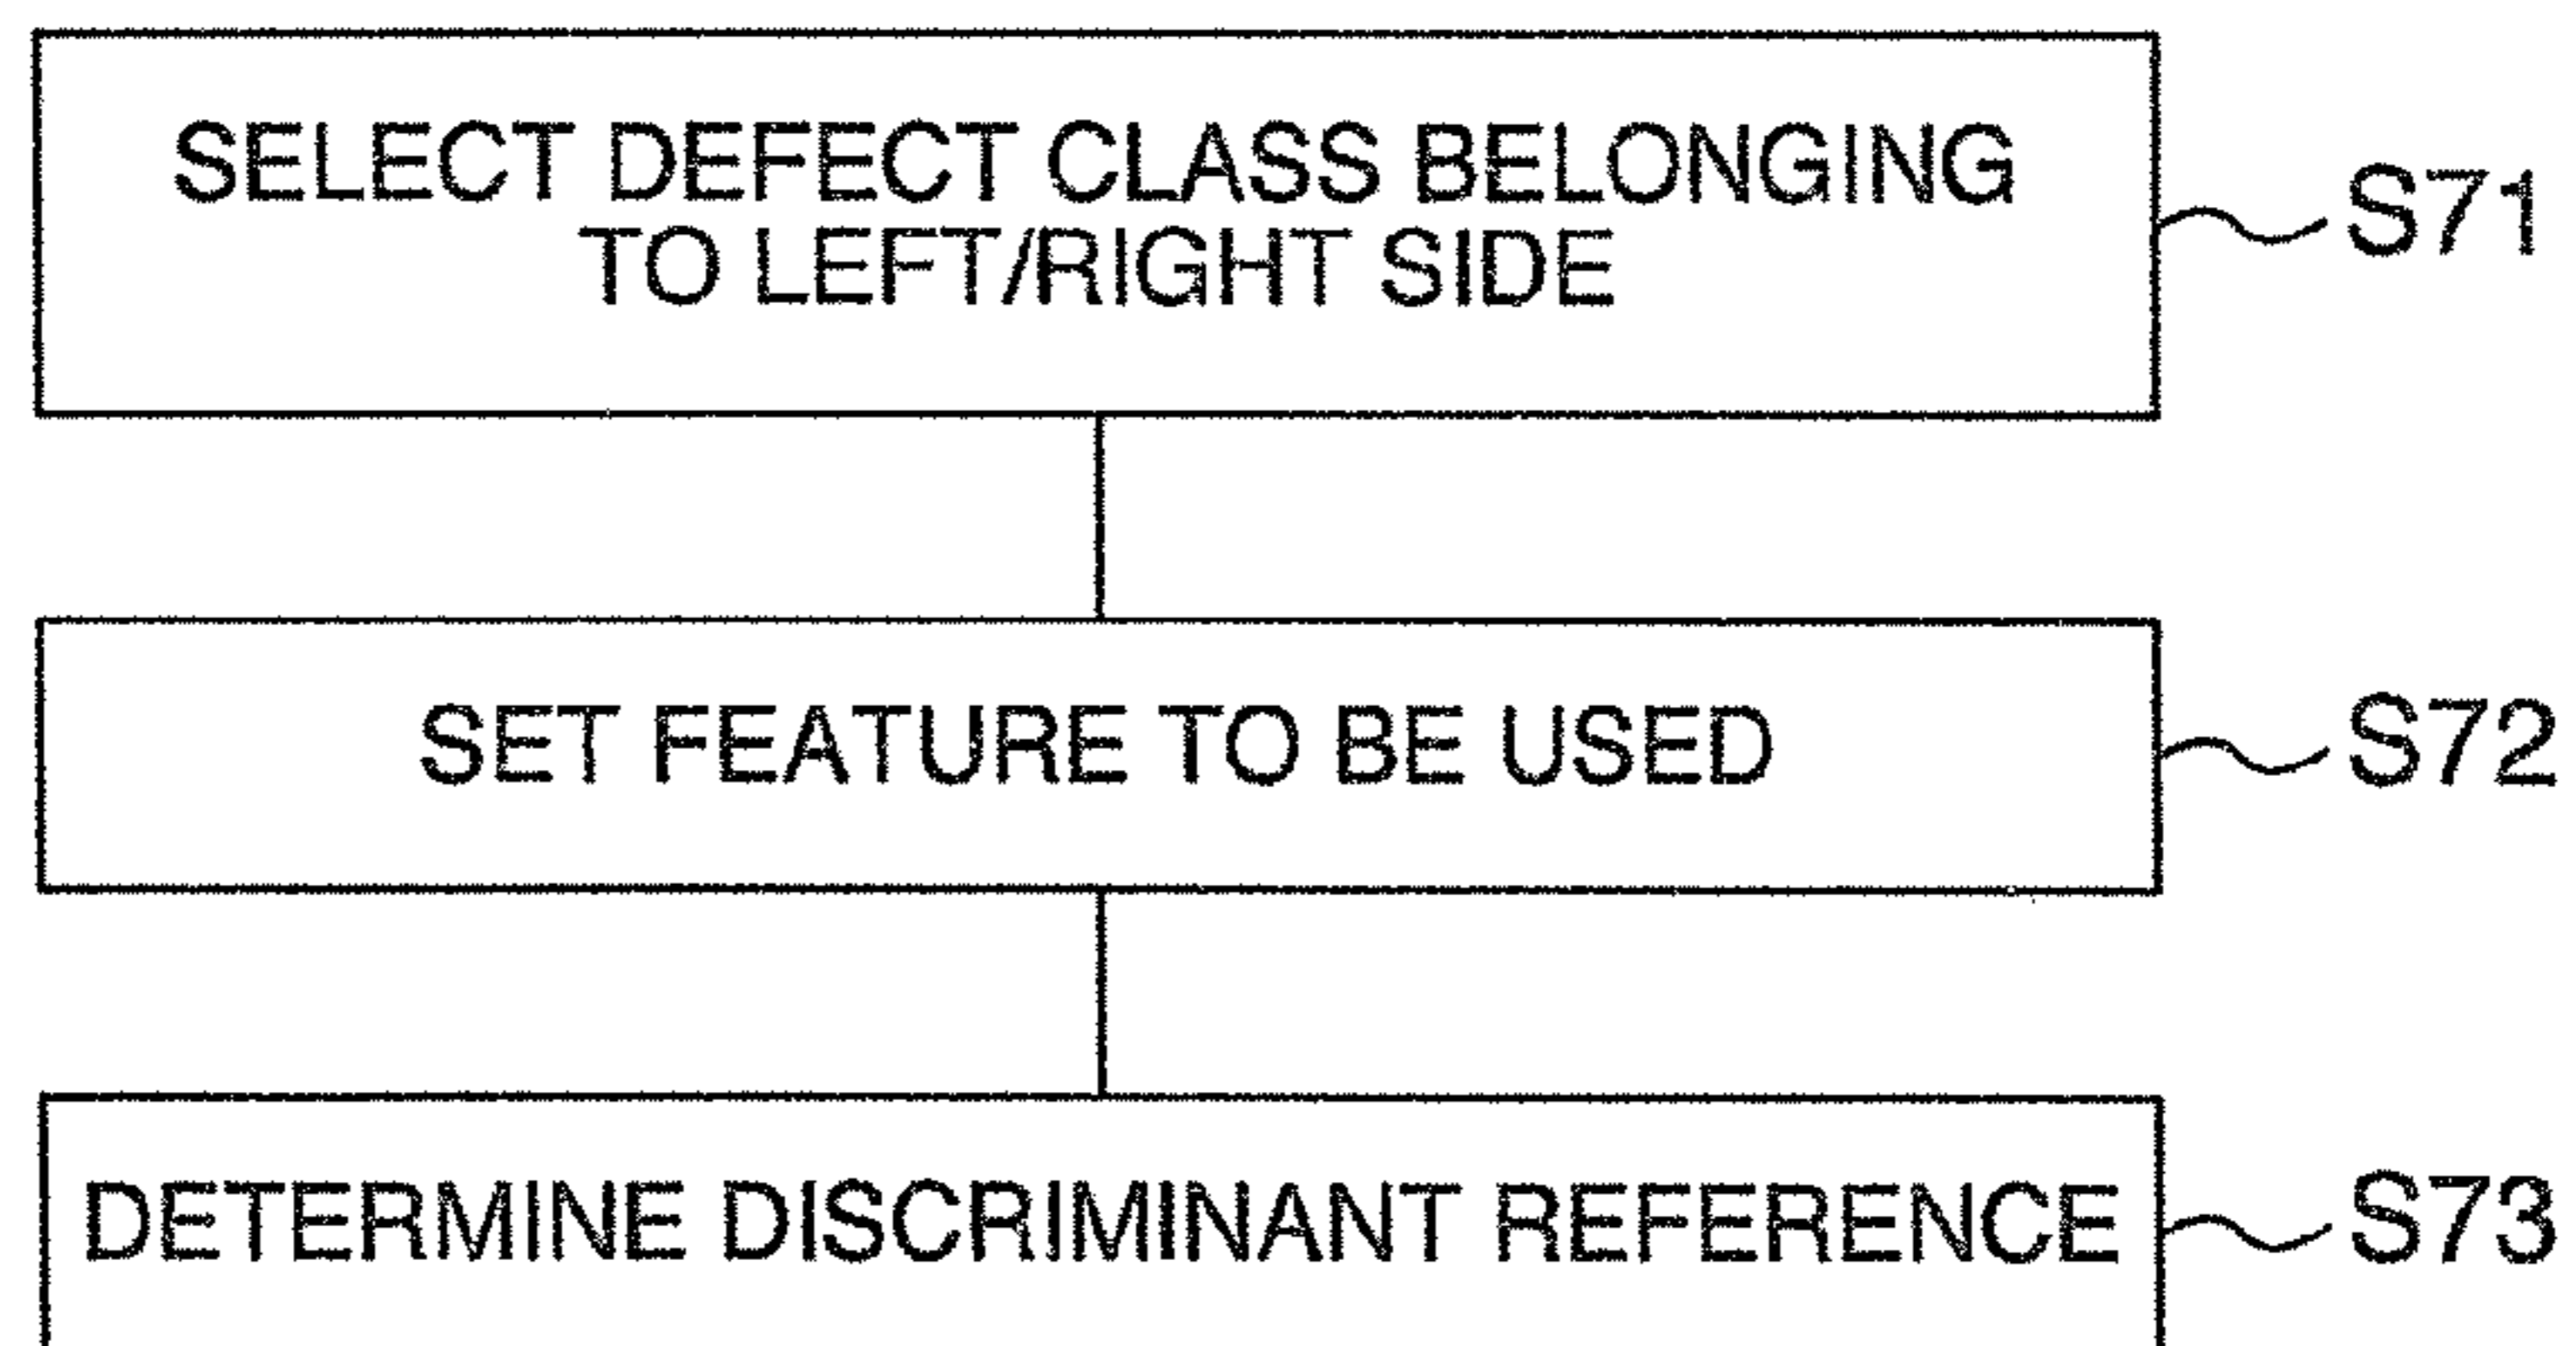 SELECT DEFECT CLASS BELONGING
TO LEFT/RIGHT SIDE
S71
SET FEATURE TO BE USED
S72
DETERMINE DISCRIMINANT REFERENCE
S73